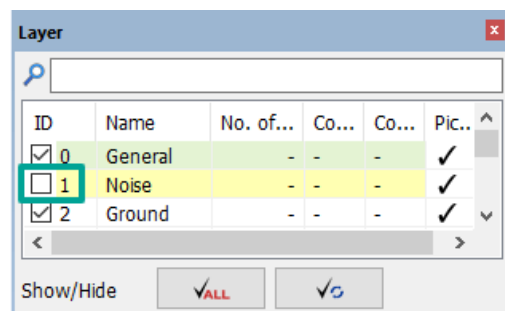 Layer
ID Name No. of... Co... Co... Pic..
0 General - - - ✓
1 Noise - - - ✓
2 Ground - - - ✓
Show/Hide ALL